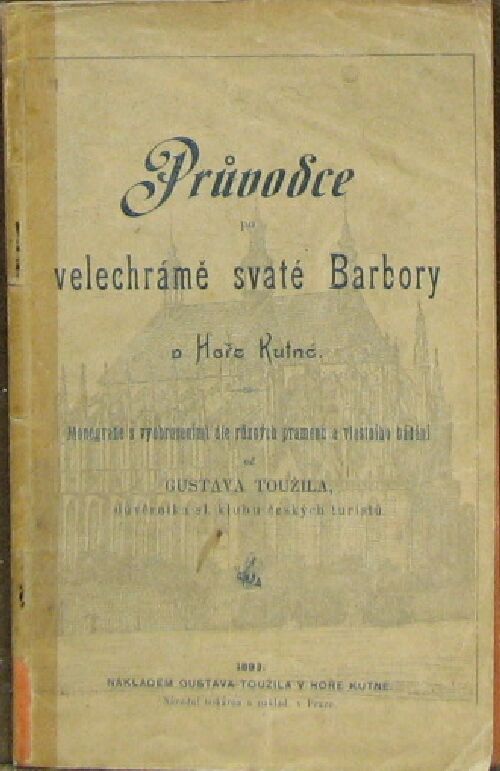 Průvodce
po
velechrámě svaté Barbory
v Hoře Kutné.
Monografie s vyobrazeními dle různých pramenů a vlastního bádání
od
GUSTAVA TOUŽILA,
důvěrníka sl. klubu českých turistů.
NÁKLADEM GUSTAVA TOUŽILA V HOŘE KUTNÉ.
Národní tiskárna a naklad. v Praze.